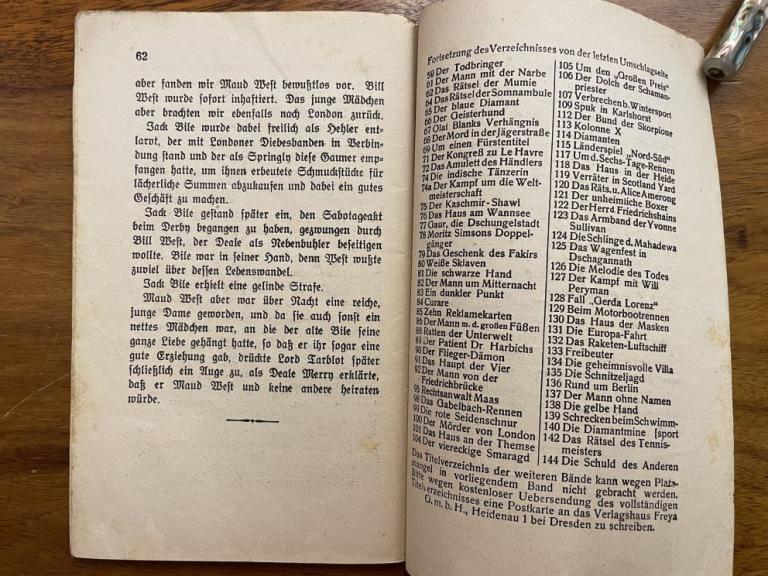 62
aber fanden wir Maud West bewußtlos vor. Bill
West wurde sofort inhaftiert. Das junge Mädchen
aber brachten wir ebenfalls nach London zurück.
Jack Bile wurde dabei freilich als Hehler ent-
larvt, der mit Londoner Diebesbanden in Verbin-
dung stand und der als Springly diese Gauner emp-
fangen hatte, um ihnen erbeutete Schmuckstücke für
lächerliche Summen abzukaufen und dabei ein gutes
Geschäft zu machen.
Jack Bile gestand später ein, den Sabotageakt
beim Derby begangen zu haben, gezwungen durch
Bill West, der Deale als Nebenbuhler beseitigen
wollte. Bile war in seiner Hand, denn West wußte
zuviel über dessen Lebenswandel.
Jack Bile erhielt eine gelinde Strafe.
Maud West aber war über Nacht eine reiche,
junge Dame geworden, und da sie auch sonst ein
nettes Mädchen war, an die der alte Bile seine
ganze Liebe gehängt hatte, so daß er ihr sogar eine
gute Erziehung gab, drückte Lord Tarblot später
schließlich ein Auge zu, als Deale Merry erklärte,
daß er Maud West und keine andere heiraten
würde.
Fortsetzung des Verzeichnisses von der letzten Umschlagseite
59 Der Todbringer
61 Der Mann mit der Narbe
62 Das Rätsel der Mumie
64 Das Rätsel der Somnambule
65 Der blaue Diamant
66 Der Geisterhund
67 Olai Blanks Verhängnis
68 Der Mord in der Jägerstraße
69 Um einen Fürstentitel
71 Der Kongreß zu Le Havre
72 Das Amulett des Händlers
74 Die indische Tänzerin
74a Der Kampf um die Welt-
meisterschaft
75 Der Kaschmir-Shawl
76 Das Haus am Wannsee
77 Gaur, die Dschungelstadt
78 Moritz Simsons Doppel-
gänger
79 Das Geschenk des Fakirs
80 Weiße Sklaven
81 Die schwarze Hand
82 Der Mann um Mitternacht
83 Ein dunkler Punkt
84 Curare
85 Zehn Reklamekarten
86 Der Mann m. d. großen Füßen
88 Ratten der Unterwelt
89 Der Patient Dr. Harbichs
90 Der Flieger-Dämon
91 Das Haupt der Vier
92 Der Mann von der
Friedrichbrücke
95 Rechtsanwalt Maas
98 Das Gabelbach-Rennen
99 Die rote Seidenschnur
100 Der Mörder von London
101 Das Haus an der Themse
104 Der viereckige Smaragd
105 Um den „Großen Preis"
106 Der Dolch der Schaman-
priester
107 Verbrechen b. Wintersport
109 Spuk in Karlshorst
112 Der Bund der Skorpione
113 Kolonne X
114 Diamanten
115 Länderspiel „Nord-Süd"
117 Um d. Sechs-Tage-Rennen
118 Das Haus in der Heide
119 Verräter in Scotland Yard
120 Das Räts. u. Alice Amerong
121 Der unheimliche Boxer
122 Der Herrd Friedrichshains
123 Das Armband der Yvonne
Sullivan
124 Die Schlinge d. Mahadewa
125 Das Wagenfest in
Dschagannath
126 Die Melodie des Todes
127 Der Kampf mit Will
Peryman
128 Fall „Gerda Lorenz"
129 Beim Motorbootrennen
130 Das Haus der Masken
131 Die Europa-Fahrt
132 Das Raketen-Luftschiff
133 Freibeuter
134 Die geheimnisvolle Villa
135 Die Schnitzeljagd
136 Rund um Berlin
137 Der Mann ohne Namen
138 Die gelbe Hand
139 Schrecken beim Schwimm-
140 Die Diamantmine [sport
142 Das Rätsel des Tennis-
meisters
144 Die Schuld des Anderen
Das Titelverzeichnis der weiteren Bände kann wegen Platz-
mangel in vorliegendem Band nicht gebracht werden.
Bitte wegen kostenloser Uebersendung des vollständigen
Titelverzeichnisses eine Postkarte an das Verlagshaus Freya
G. m. b. H., Heidenau 1 bei Dresden zu schreiben.